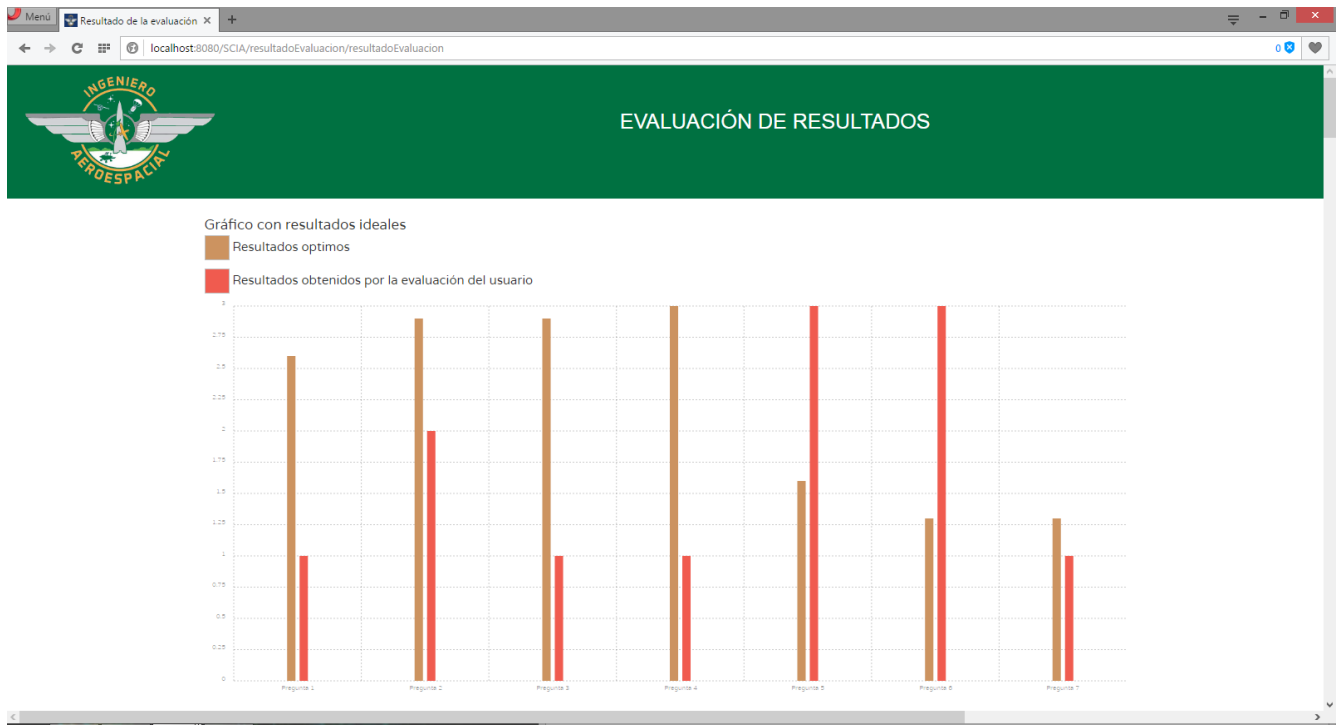 Menú
Resultado de la evaluación
localhost:8080/SCIA/resultadoEvaluacion/resultadoEvaluacion
0
INGENIERO
AEROESPACIAL
EVALUACIÓN DE RESULTADOS
Gráfico con resultados ideales
Resultados optimos
Resultados obtenidos por la evaluación del usuario
3
2.75
2.5
2.25
2
1.75
1.5
1.25
1
0.75
0.5
0.25
0
Pregunta 1
Pregunta 2
Pregunta 3
Pregunta 4
Pregunta 5
Pregunta 6
Pregunta 7